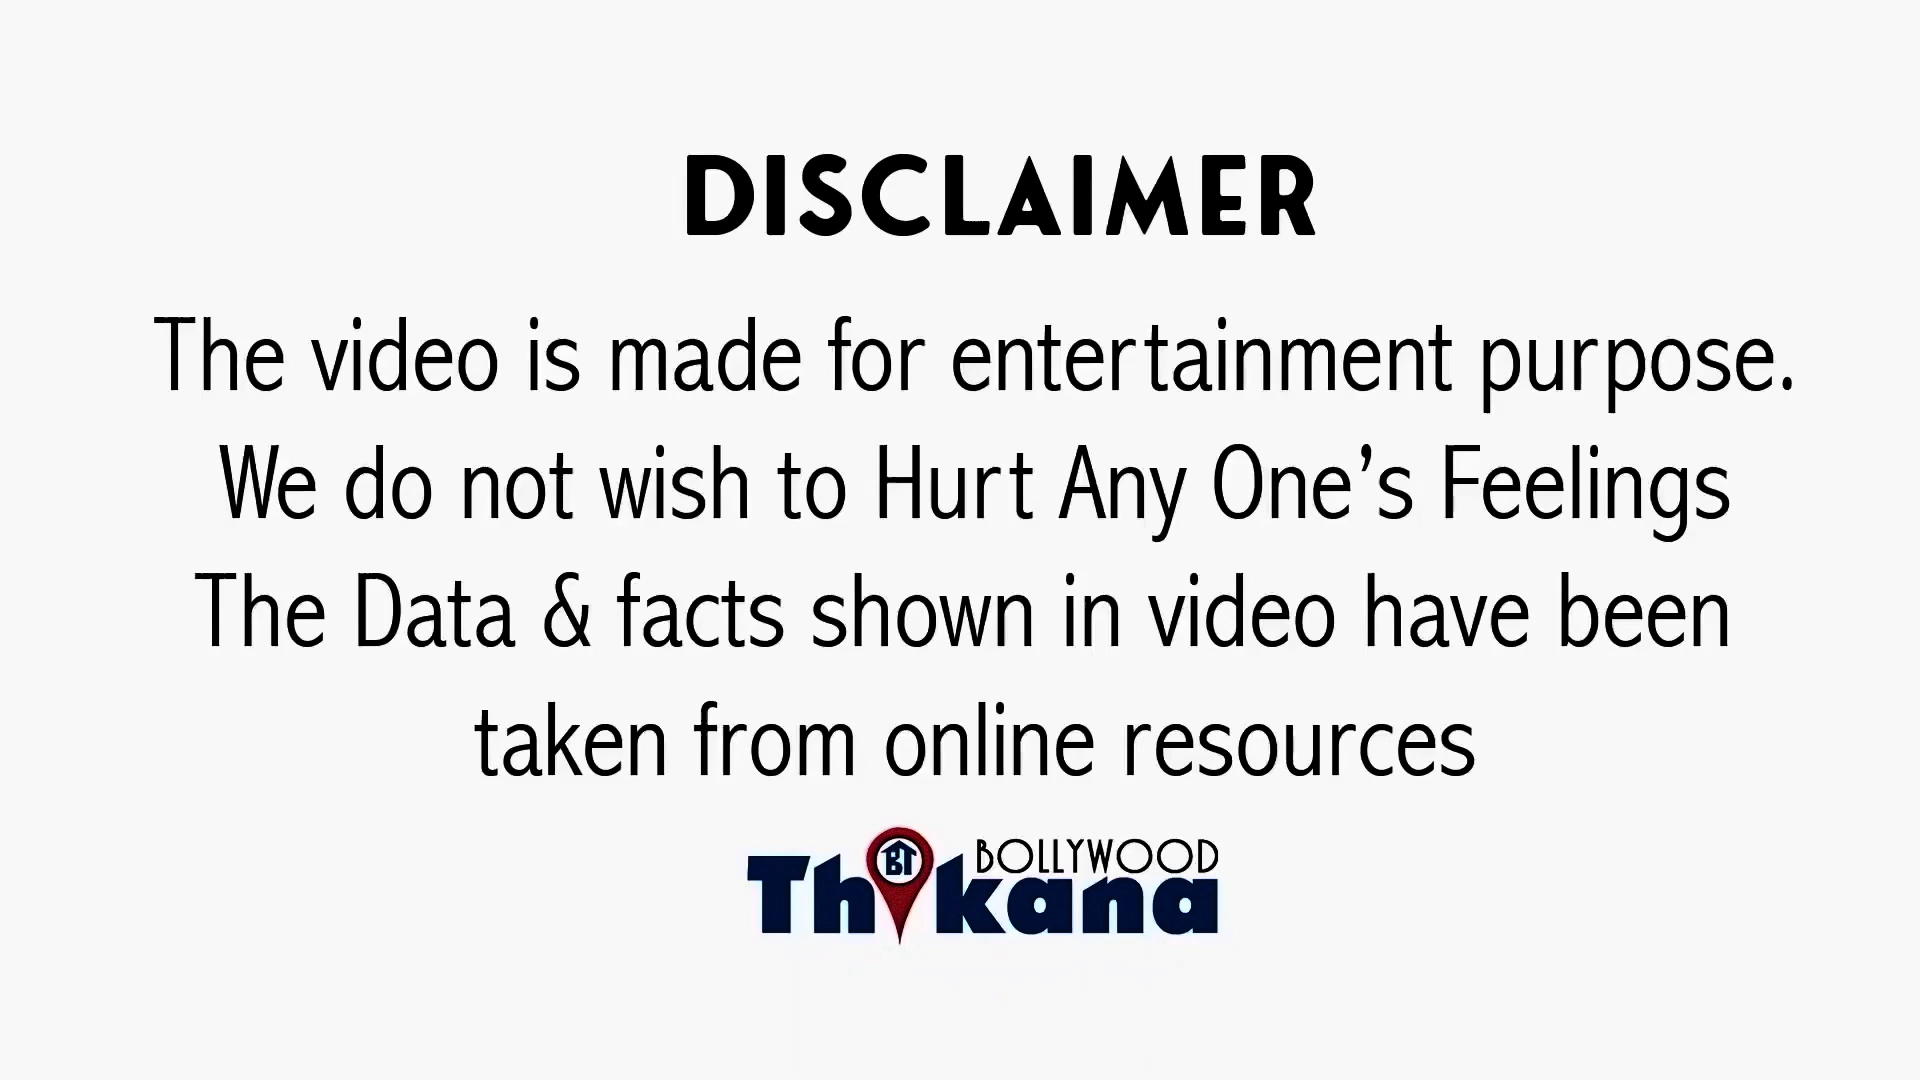 DISCLAIMER
The video is made for entertainment purpose.
We do not wish to Hurt Any One’s Feelings
The Data & facts shown in video have been
taken from online resources
BT BOLLYWOOD
Thikana